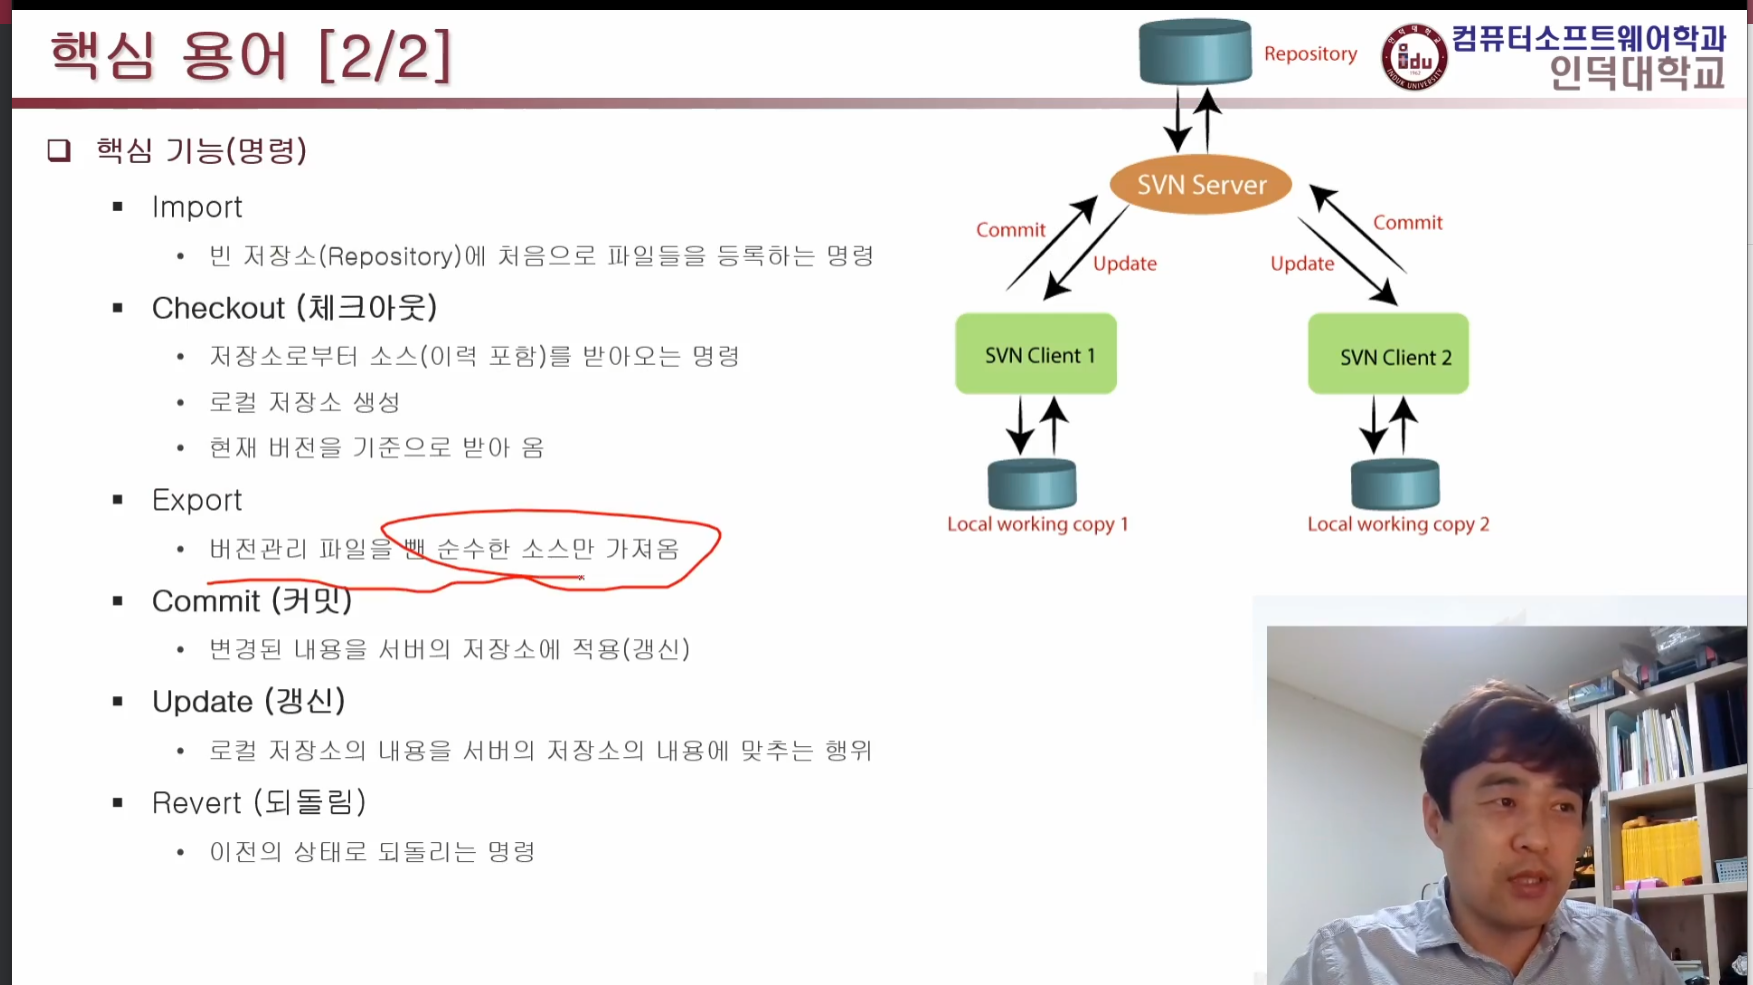 핵심 용어 [2/2]
컴퓨터소프트웨어학과
인덕대학교
idu
INDUK UNIVERSITY
❑ 핵심 기능(명령)
▪ Import
• 빈 저장소(Repository)에 처음으로 파일들을 등록하는 명령
▪ Checkout (체크아웃)
• 저장소로부터 소스(이력 포함)를 받아오는 명령
• 로컬 저장소 생성
• 현재 버전을 기준으로 받아 옴
▪ Export
• 버전관리 파일을 뺀 순수한 소스만 가져옴
▪ Commit (커밋)
• 변경된 내용을 서버의 저장소에 적용(갱신)
▪ Update (갱신)
• 로컬 저장소의 내용을 서버의 저장소의 내용에 맞추는 행위
▪ Revert (되돌림)
• 이전의 상태로 되돌리는 명령
Repository
SVN Server
Commit
Update
Update
Commit
SVN Client 1
SVN Client 2
Local working copy 1
Local working copy 2